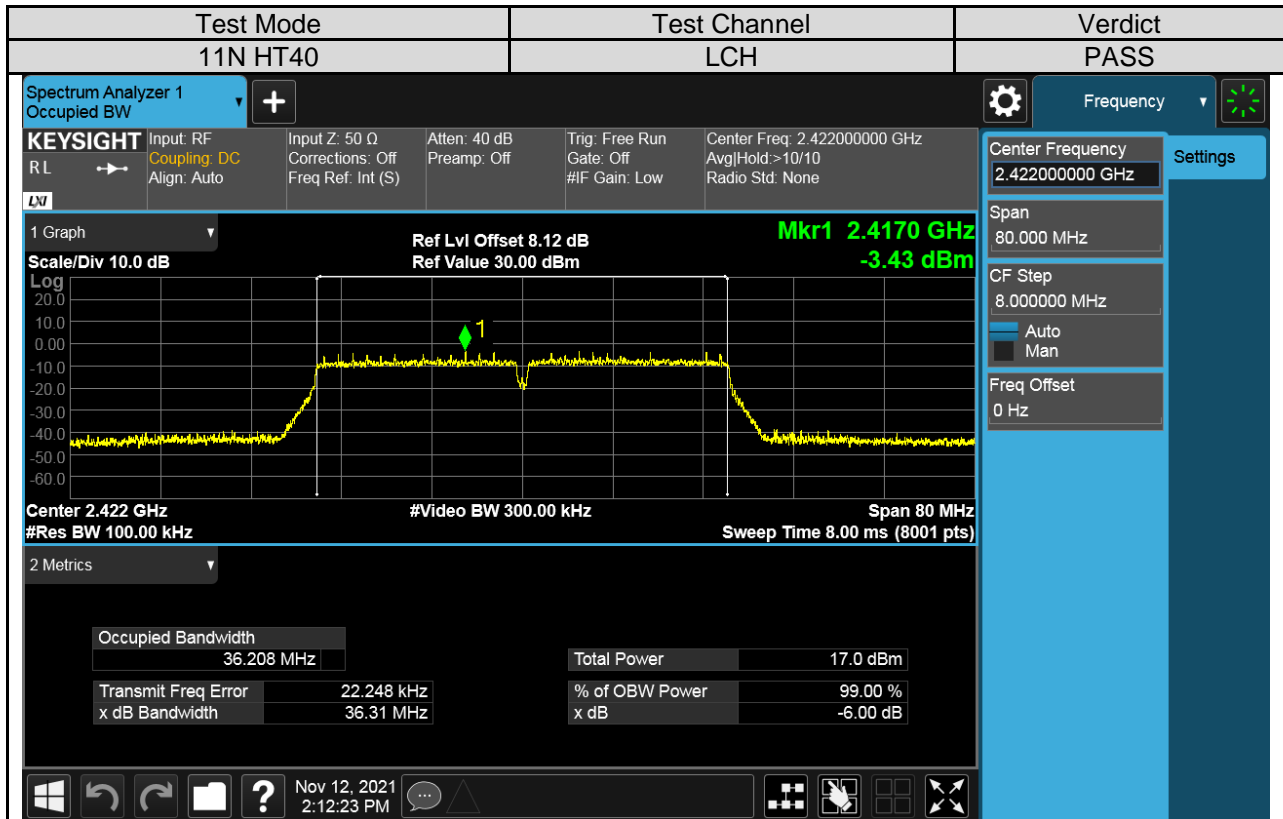 Test Mode Test Channel Verdict
11N HT40 LCH PASS
Spectrum Analyzer 1
Occupied BW
+
Frequency
KEYSIGHT Input: RF Input Z: 50 Ω Atten: 40 dB Trig: Free Run Center Freq: 2.422000000 GHz
RL Coupling: DC Corrections: Off Preamp: Off Gate: Off Avg|Hold:>10/10
Align: Auto Freq Ref: Int (S) #IF Gain: Low Radio Std: None
LXI
Center Frequency
2.422000000 GHz
Settings
Span
80.000 MHz
CF Step
8.000000 MHz
Auto
Man
Freq Offset
0 Hz
1 Graph Ref Lvl Offset 8.12 dB Mkr1 2.4170 GHz
Scale/Div 10.0 dB Ref Value 30.00 dBm -3.43 dBm
Log
20.0
10.0
0.00
-10.0
-20.0
-30.0
-40.0
-50.0
-60.0
1
Center 2.422 GHz #Video BW 300.00 kHz Span 80 MHz
#Res BW 100.00 kHz Sweep Time 8.00 ms (8001 pts)
2 Metrics
Occupied Bandwidth
36.208 MHz Total Power 17.0 dBm
Transmit Freq Error 22.248 kHz % of OBW Power 99.00 %
x dB Bandwidth 36.31 MHz x dB -6.00 dB
? Nov 12, 2021
2:12:23 PM